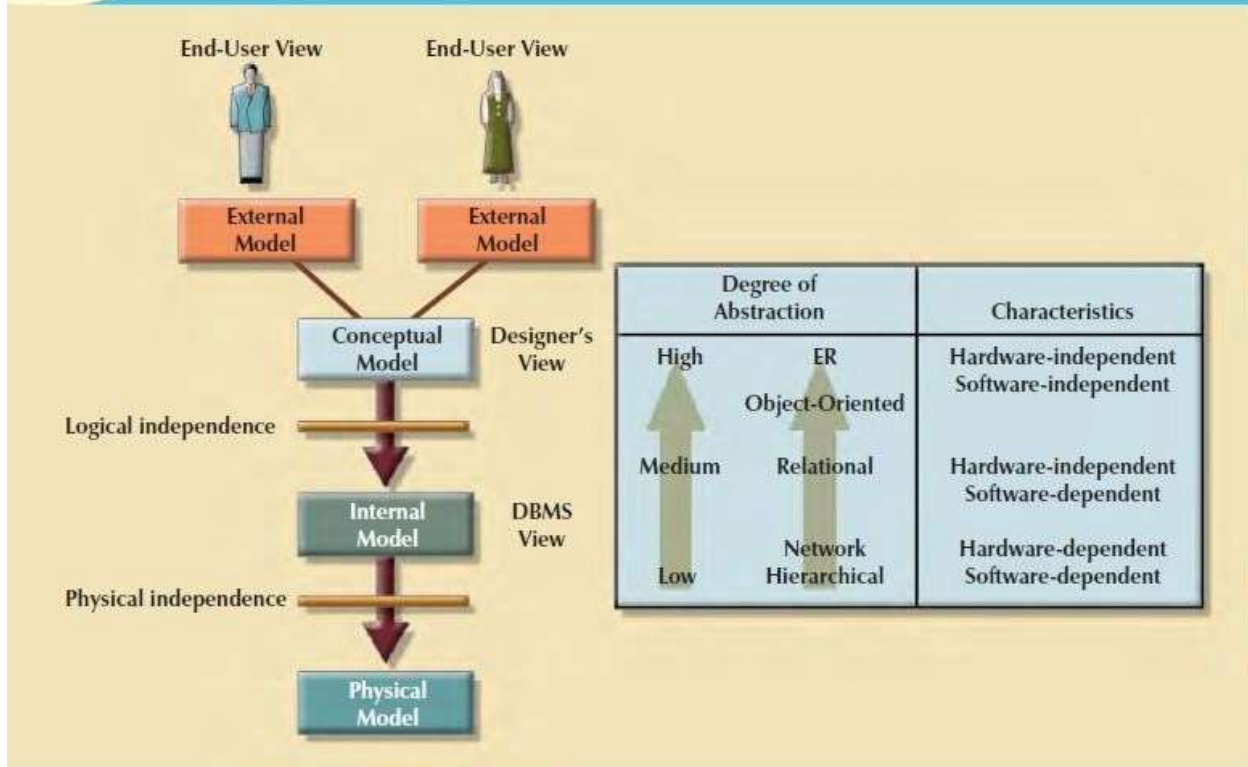 End-User View
End-User View
External
Model
External
Model
Conceptual
Model
Designer's
View
Logical independence
Internal
Model
DBMS
View
Physical independence
Physical
Model
Degree of
Abstraction
Characteristics
High
ER
Hardware-independent
Software-independent
Object-Oriented
Medium
Relational
Hardware-independent
Software-dependent
Low
Network
Hierarchical
Hardware-dependent
Software-dependent